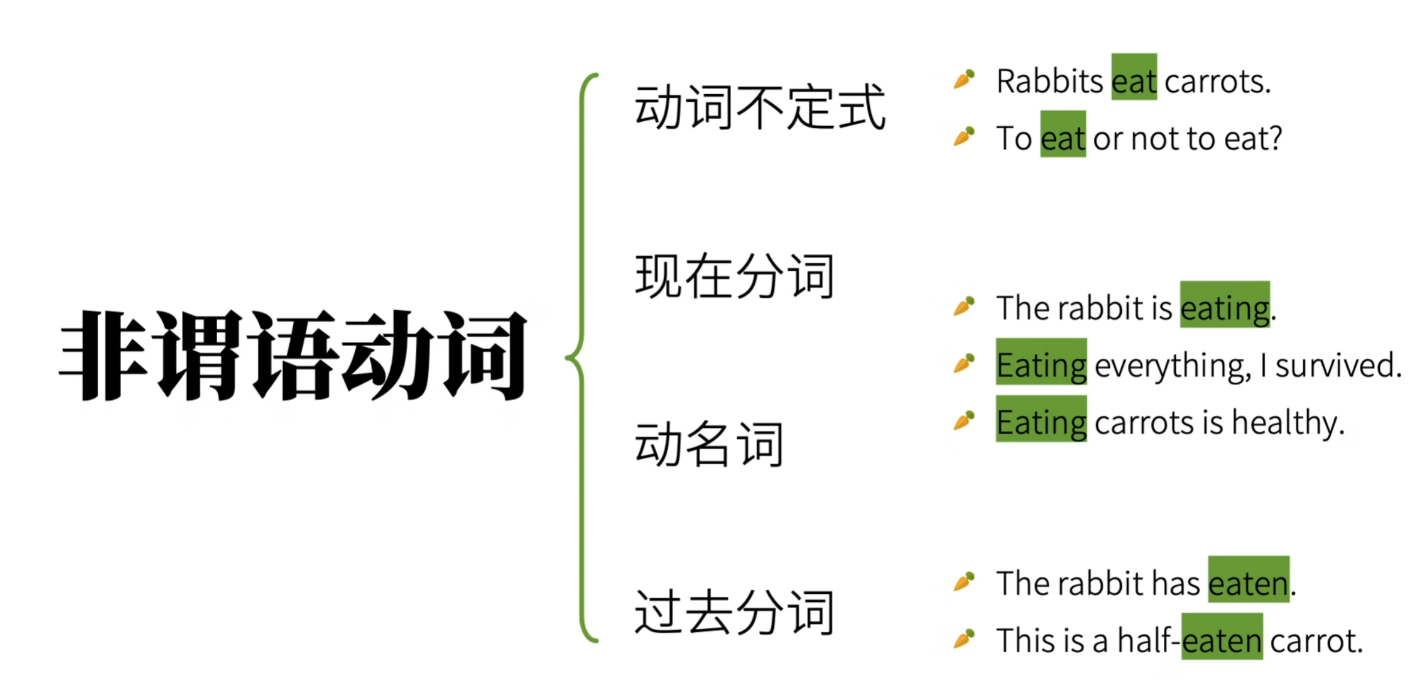 非谓语动词
动词不定式
Rabbits eat carrots.
To eat or not to eat?
现在分词
The rabbit is eating.
Eating everything, I survived.
Eating carrots is healthy.
动名词
过去分词
The rabbit has eaten.
This is a half-eaten carrot.